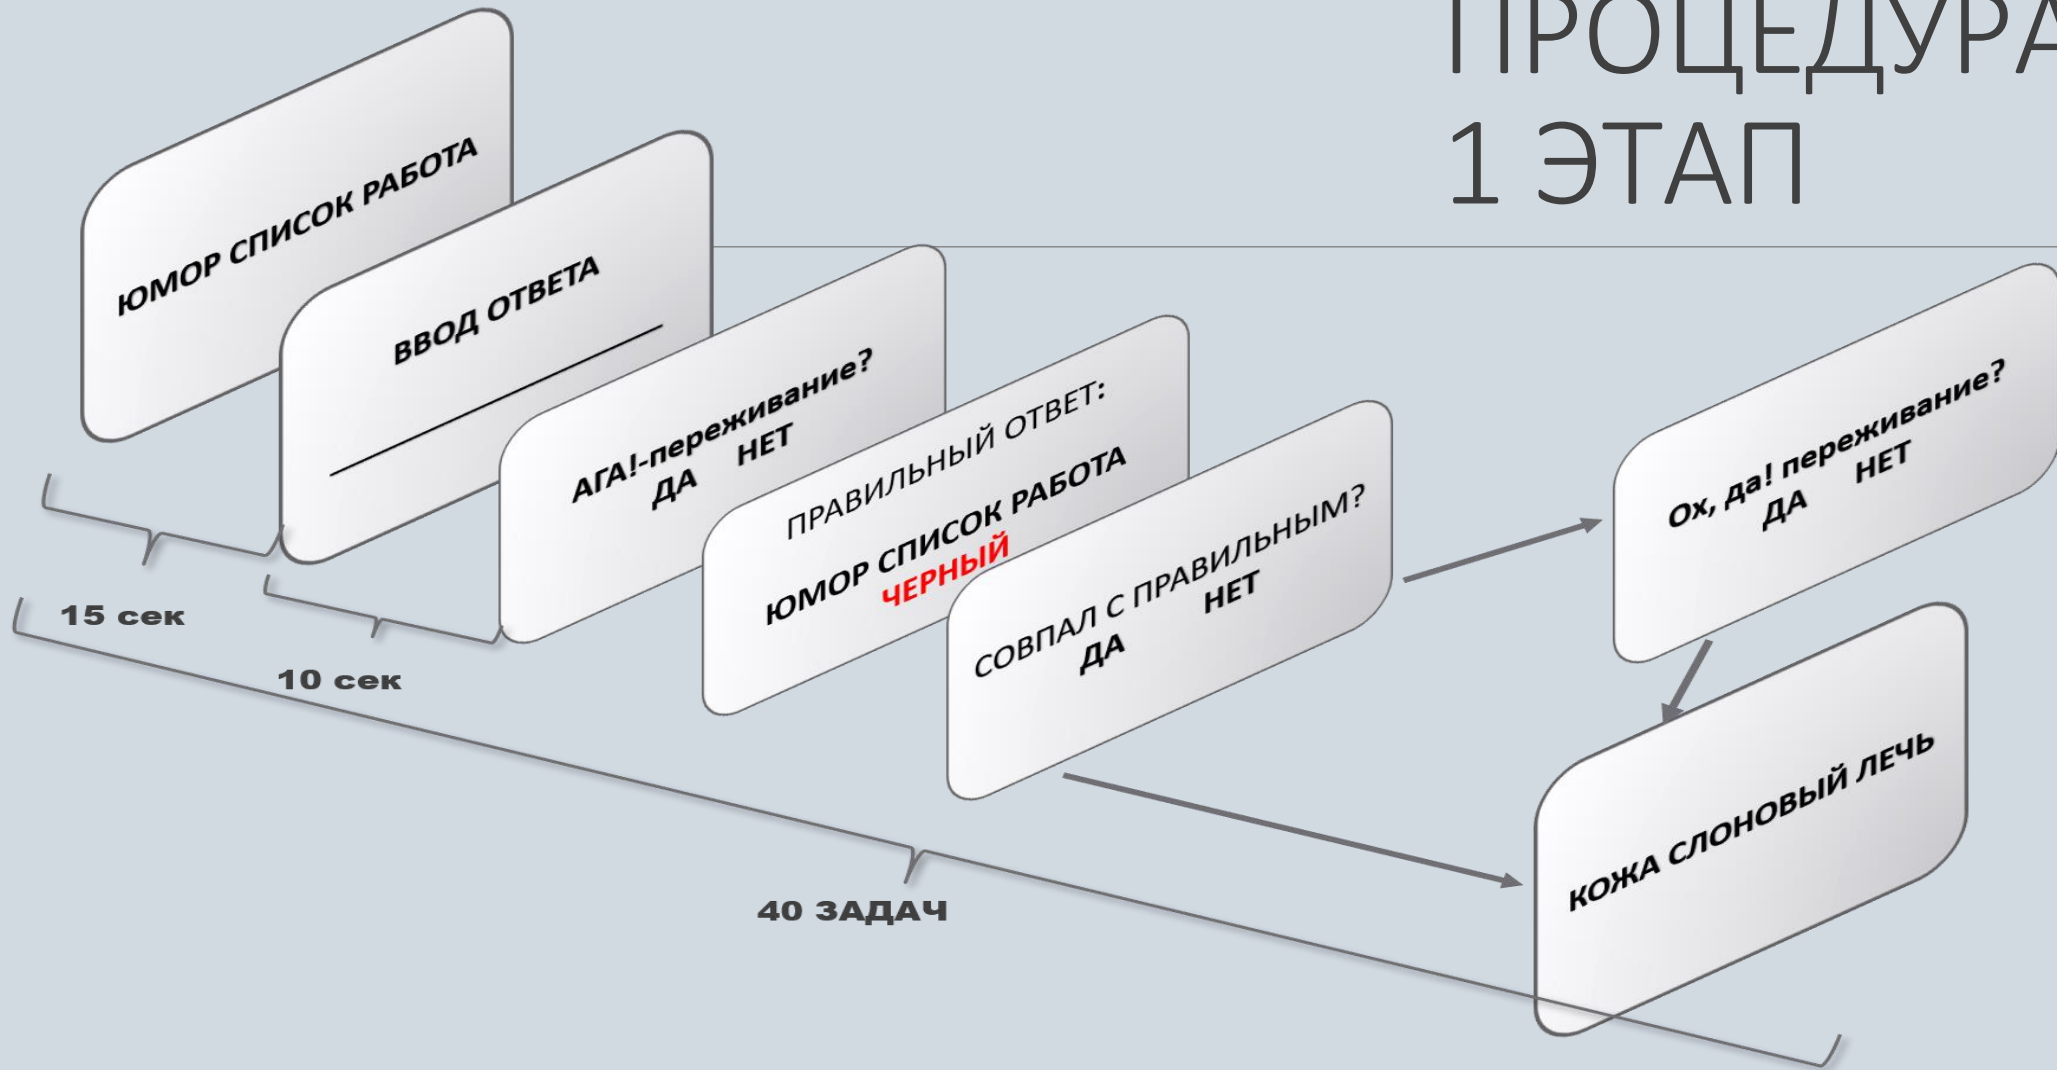 ПРОЦЕДУРА
1 ЭТАП
ЮМОР СПИСОК РАБОТА
ВВОД ОТВЕТА
АГА!-переживание?
ДА НЕТ
ПРАВИЛЬНЫЙ ОТВЕТ:
ЮМОР СПИСОК РАБОТА
ЧЕРНЫЙ
СОВПАЛ С ПРАВИЛЬНЫМ?
ДА НЕТ
Ох, да! переживание?
ДА НЕТ
КОЖА СЛОНОВЫЙ ЛЕЧЬ
15 сек
10 сек
40 ЗАДАЧ